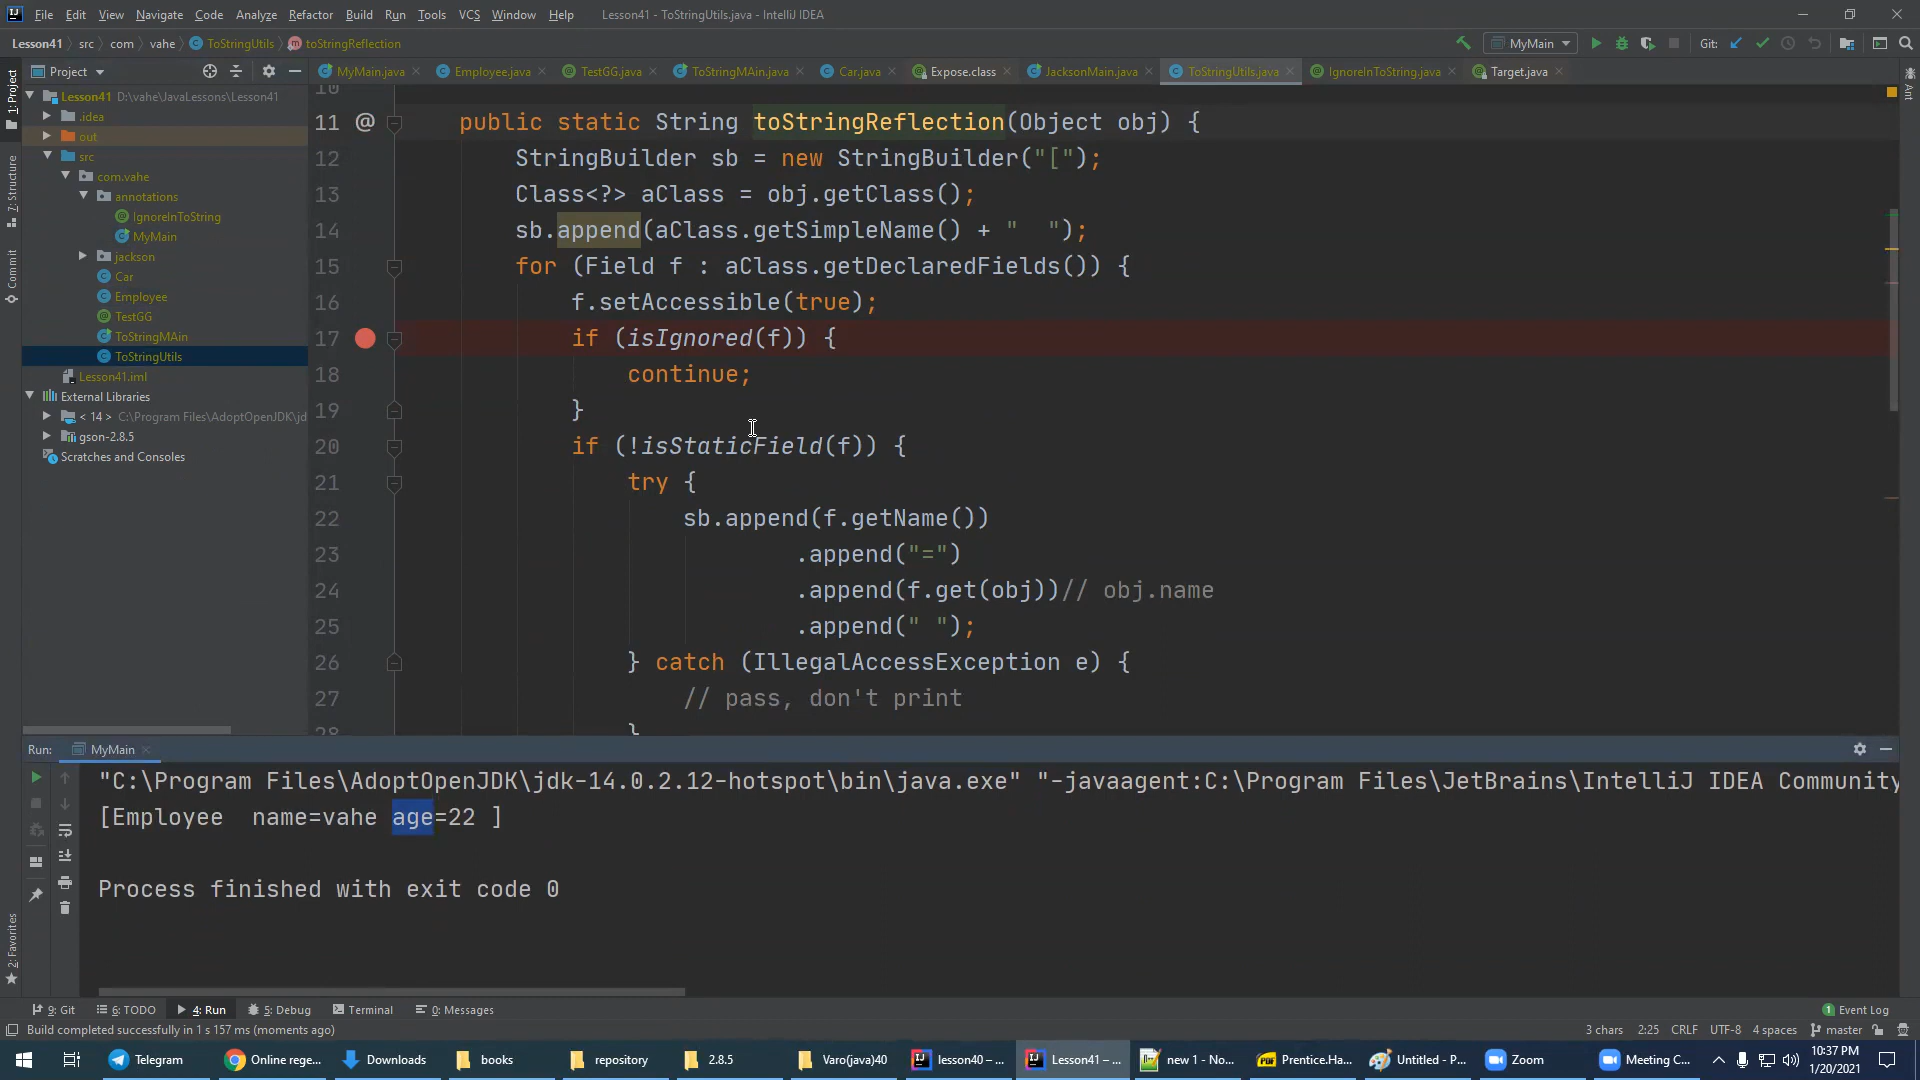 File Edit View Navigate Code Analyze Refactor Build Run Tools VCS Window Help Lesson41 - ToStringUtils.java - IntelliJ IDEA
Lesson41 src com vahe ToStringUtils toStringReflection MyMain Git:
Project MyMain.java Employee.java TestGG.java ToStringMAin.java Car.java Expose.class JacksonMain.java ToStringUtils.java IgnoreInToString.java Target.java
1: Project
7: Structure
Commit
2: Favorites
Ant
Lesson41 D:\vahe\JavaLessons\Lesson41
.idea
out
src
com.vahe
annotations
IgnoreInToString
MyMain
jackson
Car
Employee
TestGG
ToStringMAin
ToStringUtils
Lesson41.iml
External Libraries
< 14 > C:\Program Files\AdoptOpenJDK\jd
gson-2.8.5
Scratches and Consoles
10
11 @ public static String toStringReflection(Object obj) {
12 StringBuilder sb = new StringBuilder("[");
13 Class<?> aClass = obj.getClass();
14 sb.append(aClass.getSimpleName() + "  ");
15 for (Field f : aClass.getDeclaredFields()) {
16 f.setAccessible(true);
17 if (isIgnored(f)) {
18 continue;
19 }
20 if (!isStaticField(f)) {
21 try {
22 sb.append(f.getName())
23 .append("=")
24 .append(f.get(obj))// obj.name
25 .append(" ");
26 } catch (IllegalAccessException e) {
27 // pass, don't print
28 }
Run: MyMain
"C:\Program Files\AdoptOpenJDK\jdk-14.0.2.12-hotspot\bin\java.exe" "-javaagent:C:\Program Files\JetBrains\IntelliJ IDEA Community
[Employee  name=vahe age=22 ]
Process finished with exit code 0
9: Git 6: TODO 4: Run 5: Debug Terminal 0: Messages 1 Event Log
Build completed successfully in 1 s 157 ms (moments ago) 3 chars 2:25 CRLF UTF-8 4 spaces master
Telegram Online rege... Downloads books repository 2.8.5 Varo(java)40 lesson40 – ... Lesson41 – ... new 1 - No... Prentice.Ha... Untitled - P... Zoom Meeting C... 10:37 PM
1/20/2021